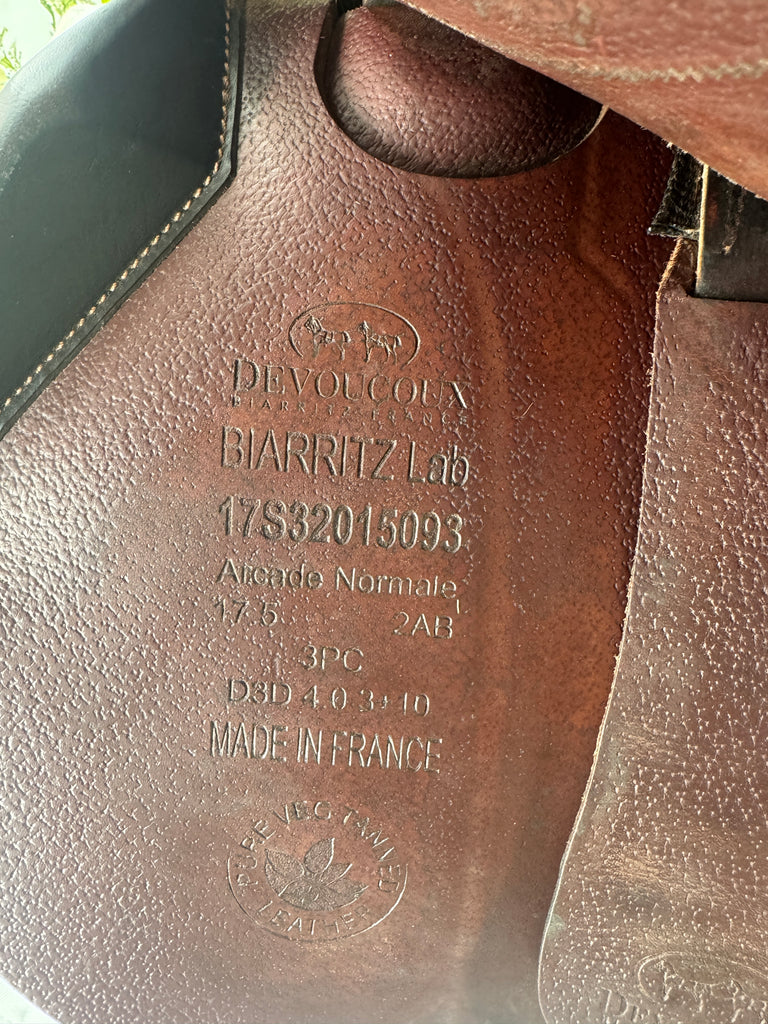 DEVOUCOUX
BIARRITZ FRANCE
BIARRITZ Lab
17S32015093
Arcade Normale
17.5 2AB
3PC
D3D 4.0 3+10
MADE IN FRANCE
PURE VEG TANNED
LEATHER